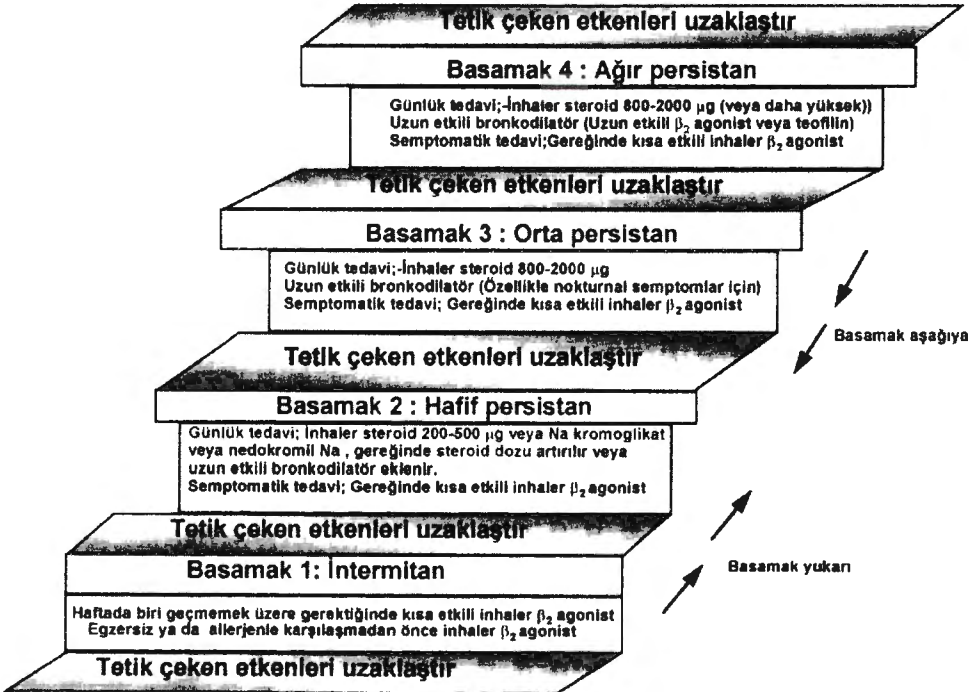 Tetik çeken etkenleri uzaklaştır
Basamak 4 : Ağır persistan
Günlük tedavi;-İnhaler steroid 800-2000 µg (veya daha yüksek))
Uzun etkili bronkodilatör (Uzun etkili β₂ agonist veya teofilin)
Semptomatik tedavi;Gereğinde kısa etkili inhaler β₂ agonist
Tetik çeken etkenleri uzaklaştır
Basamak 3 : Orta persistan
Günlük tedavi;-İnhaler steroid 800-2000 µg
Uzun etkili bronkodilatör (Özellikle nokturnal semptomlar için)
Semptomatik tedavi; Gereğinde kısa etkili inhaler β₂ agonist
Basamak aşağıya
Tetik çeken etkenleri uzaklaştır
Basamak 2 : Hafif persistan
Günlük tedavi; İnhaler steroid 200-500 µg veya Na kromoglikat
veya nedokromil Na , gereğinde steroid dozu artırılır veya
uzun etkili bronkodilatör eklenir.
Semptomatik tedavi; Gereğinde kısa etkili inhaler β₂ agonist
Tetik çeken etkenleri uzaklaştır
Basamak 1: İntermitan
Basamak yukarı
Haftada biri geçmemek üzere gerektiğinde kısa etkili inhaler β₂ agonist
Egzersiz ya da allerjenle karşılaşmadan önce inhaler β₂ agonist
Tetik çeken etkenleri uzaklaştır